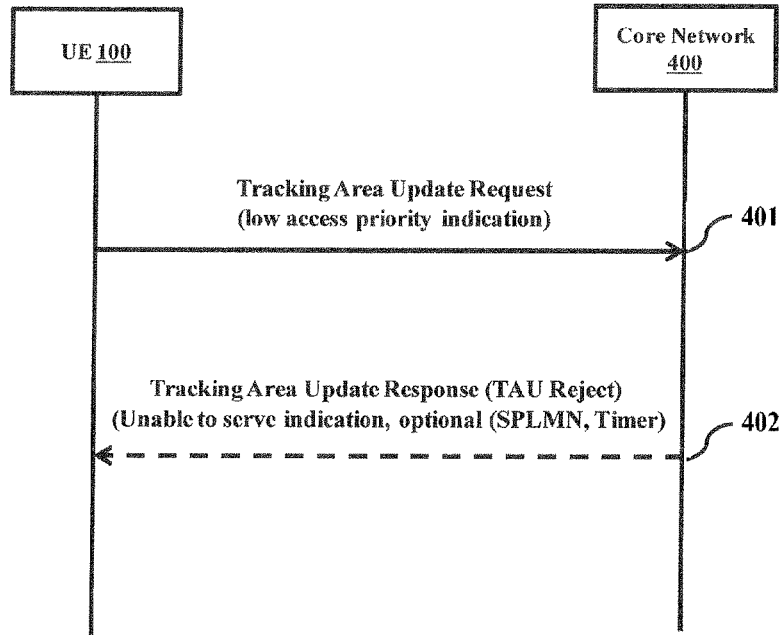 UE 100
Core Network
400
Tracking Area Update Request
(low access priority indication)
401
Tracking Area Update Response (TAU Reject)
(Unable to serve indication, optional (SPLMN, Timer)
402